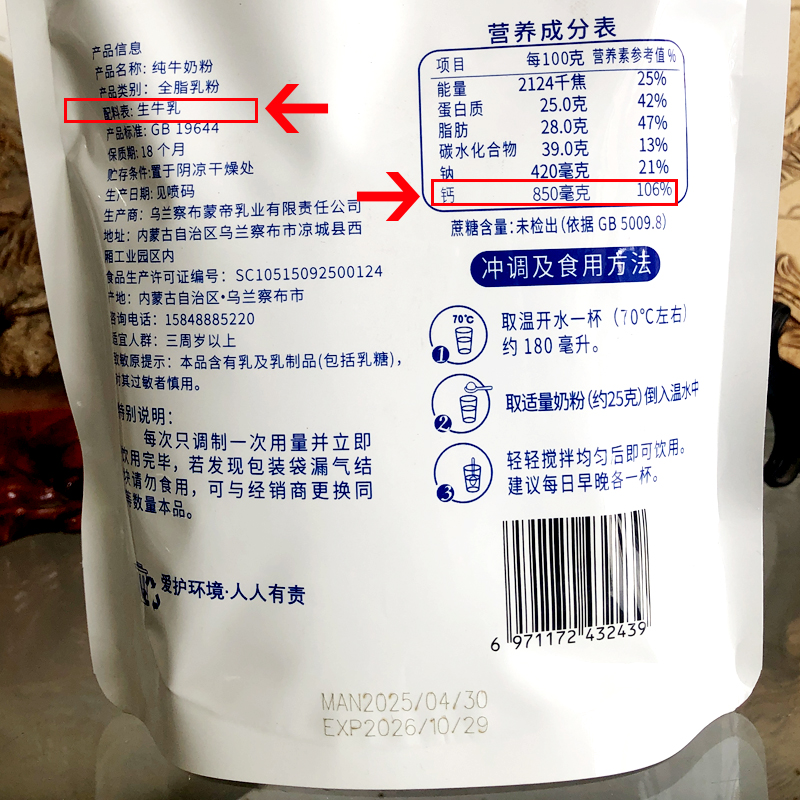 产品信息
产品名称: 纯牛奶粉
产品类别: 全脂乳粉
配料表: 生牛乳
产品标准: GB 19644
保质期: 18个月
贮存条件: 置于阴凉干燥处
生产日期: 见喷码
生产商: 乌兰察布蒙帝乳业有限责任公司
地址: 内蒙古自治区乌兰察布市凉城县西
厢工业园区内
食品生产许可证编号: SC10515092500124
产地: 内蒙古自治区·乌兰察布市
咨询电话: 15848885220
适宜人群: 三周岁以上
致敏原提示: 本品含有乳及乳制品(包括乳糖),
对其过敏者慎用。
特别说明:
每次只调制一次用量并立即
饮用完毕，若发现包装袋漏气结
块请勿食用，可与经销商更换同
等数量本品。
爱护环境·人人有责
营养成分表
项目 每100克 营养素参考值%
能量 2124千焦 25%
蛋白质 25.0克 42%
脂肪 28.0克 47%
碳水化合物 39.0克 13%
钠 420毫克 21%
钙 850毫克 106%
蔗糖含量: 未检出(依据 GB 5009.8)
冲调及食用方法
70℃
1
取温开水一杯（70℃左右）
约 180 毫升。
2
取适量奶粉(约25克)倒入温水中
3
轻轻搅拌均匀后即可饮用。
建议每日早晚各一杯。
6 971172 432439
MAN2025/04/30
EXP2026/10/29